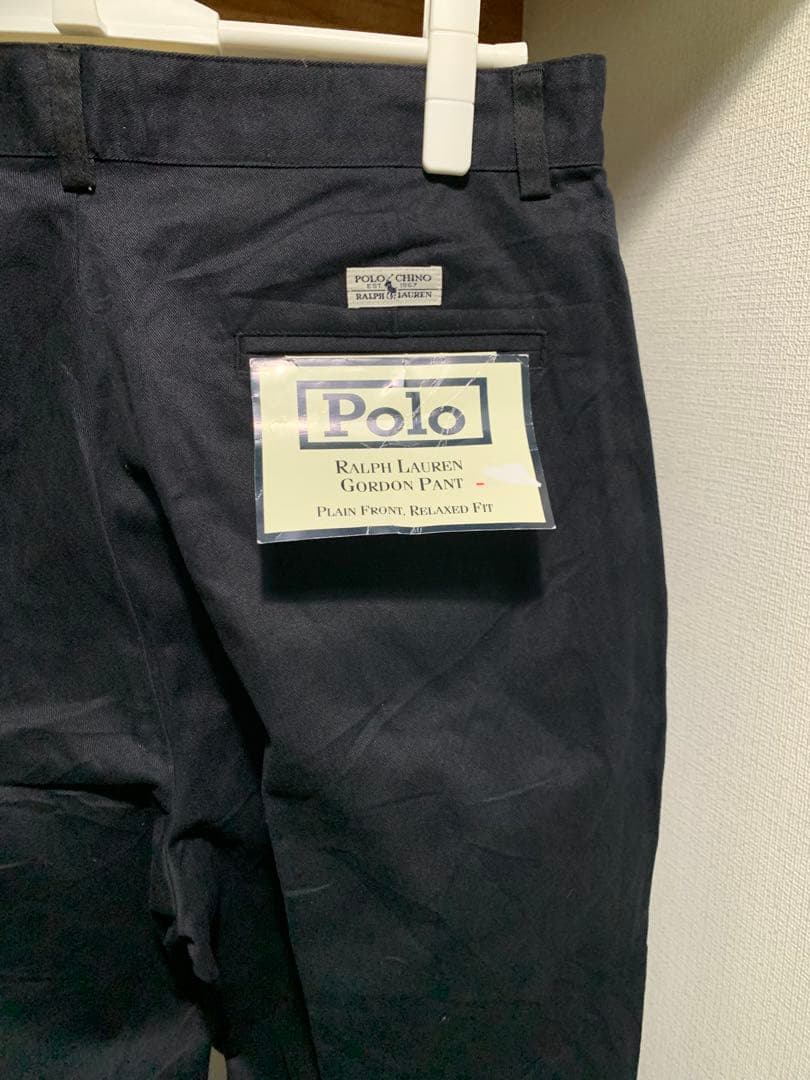 POLO CHINO
EST. 1967
RALPH LAUREN
Polo
RALPH LAUREN
GORDON PANT
PLAIN FRONT, RELAXED FIT